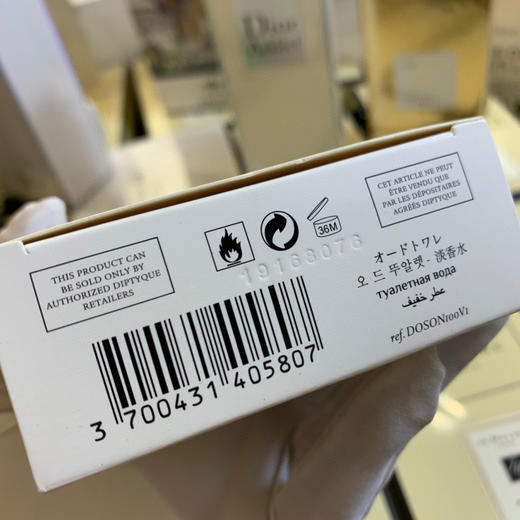 Dior
THIS PRODUCT CAN
BE SOLD ONLY BY
AUTHORIZED DIPTYQUE
RETAILERS
36M
19168076
CET ARTICLE NE PEUT
ÊTRE VENDU QUE
PAR LES DÉPOSITAIRES
AGRÉÉS DIPTYQUE
オードトワレ
오 드 뚜왈렛 - 淡香水
туалетная вода
عطر خفيف
ref. DOSON100V1
3 700431 405807